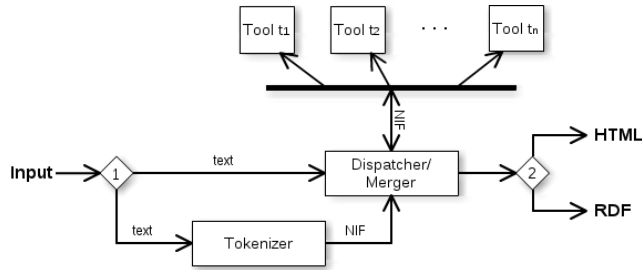 Tool t1
Tool t2
. . .
Tool tn
NIF
HTML
text
Dispatcher/
Merger
Input
1
2
text
NIF
RDF
Tokenizer